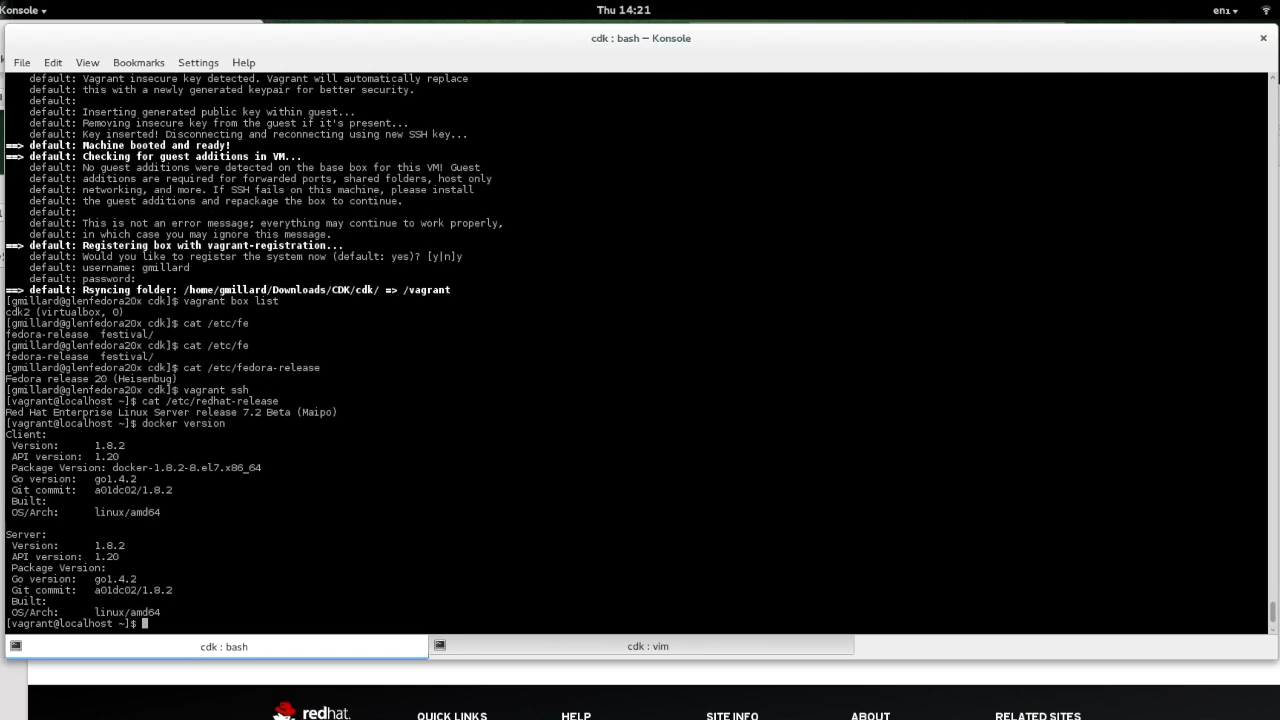 Konsole
Thu 14:21
en1
cdk : bash — Konsole
File Edit View Bookmarks Settings Help
default: Vagrant insecure key detected. Vagrant will automatically replace
default: this with a newly generated keypair for better security.
default:
default: Inserting generated public key within guest...
default: Removing insecure key from the guest if it's present...
default: Key inserted! Disconnecting and reconnecting using new SSH key...
==> default: Machine booted and ready!
==> default: Checking for guest additions in VM...
default: No guest additions were detected on the base box for this VM! Guest
default: additions are required for forwarded ports, shared folders, host only
default: networking, and more. If SSH fails on this machine, please install
default: the guest additions and repackage the box to continue.
default:
default: This is not an error message; everything may continue to work properly,
default: in which case you may ignore this message.
==> default: Registering box with vagrant-registration...
default: Would you like to register the system now (default: yes)? [y|n]y
default: username: gmillard
default: password:
==> default: Rsyncing folder: /home/gmillard/Downloads/CDK/cdk/ => /vagrant
[gmillard@glenfedora20x cdk]$ vagrant box list
cdk2 (virtualbox, 0)
[gmillard@glenfedora20x cdk]$ cat /etc/fe
fedora-release festival/
[gmillard@glenfedora20x cdk]$ cat /etc/fe
fedora-release festival/
[gmillard@glenfedora20x cdk]$ cat /etc/fedora-release
Fedora release 20 (Heisenbug)
[gmillard@glenfedora20x cdk]$ vagrant ssh
[vagrant@localhost ~]$ cat /etc/redhat-release
Red Hat Enterprise Linux Server release 7.2 Beta (Maipo)
[vagrant@localhost ~]$ docker version
Client:
Version: 1.8.2
API version: 1.20
Package Version: docker-1.8.2-8.el7.x86_64
Go version: go1.4.2
Git commit: a01dc02/1.8.2
Built:
OS/Arch: linux/amd64
Server:
Version: 1.8.2
API version: 1.20
Package Version:
Go version: go1.4.2
Git commit: a01dc02/1.8.2
Built:
OS/Arch: linux/amd64
[vagrant@localhost ~]$
cdk : bash
cdk : vim
redhat.
QUICK LINKS
HELP
SITE INFO
ABOUT
RELATED SITES